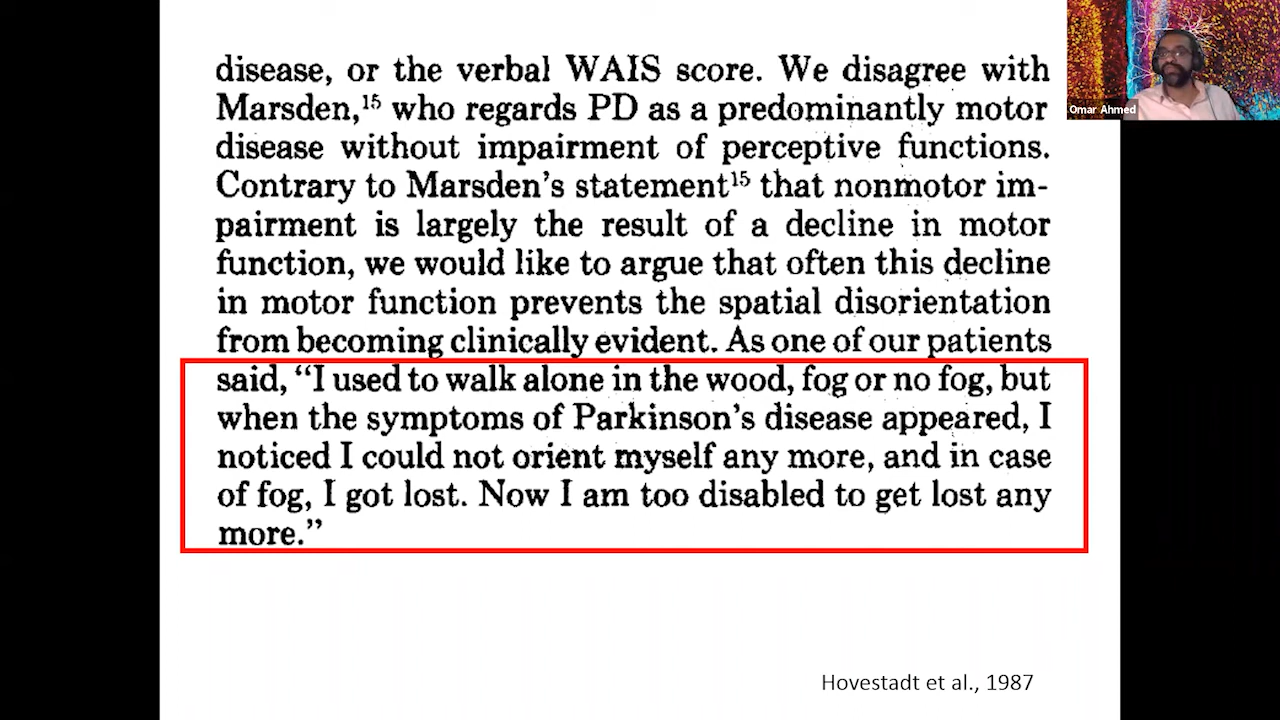 disease, or the verbal WAIS score. We disagree with
Marsden,15 who regards PD as a predominantly motor
disease without impairment of perceptive functions.
Contrary to Marsden's statement15 that nonmotor im-
pairment is largely the result of a decline in motor
function, we would like to argue that often this decline
in motor function prevents the spatial disorientation
from becoming clinically evident. As one of our patients
said, “I used to walk alone in the wood, fog or no fog, but
when the symptoms of Parkinson's disease appeared, I
noticed I could not orient myself any more, and in case
of fog, I got lost. Now I am too disabled to get lost any
more.”
Hovestadt et al., 1987
Omar Ahmed